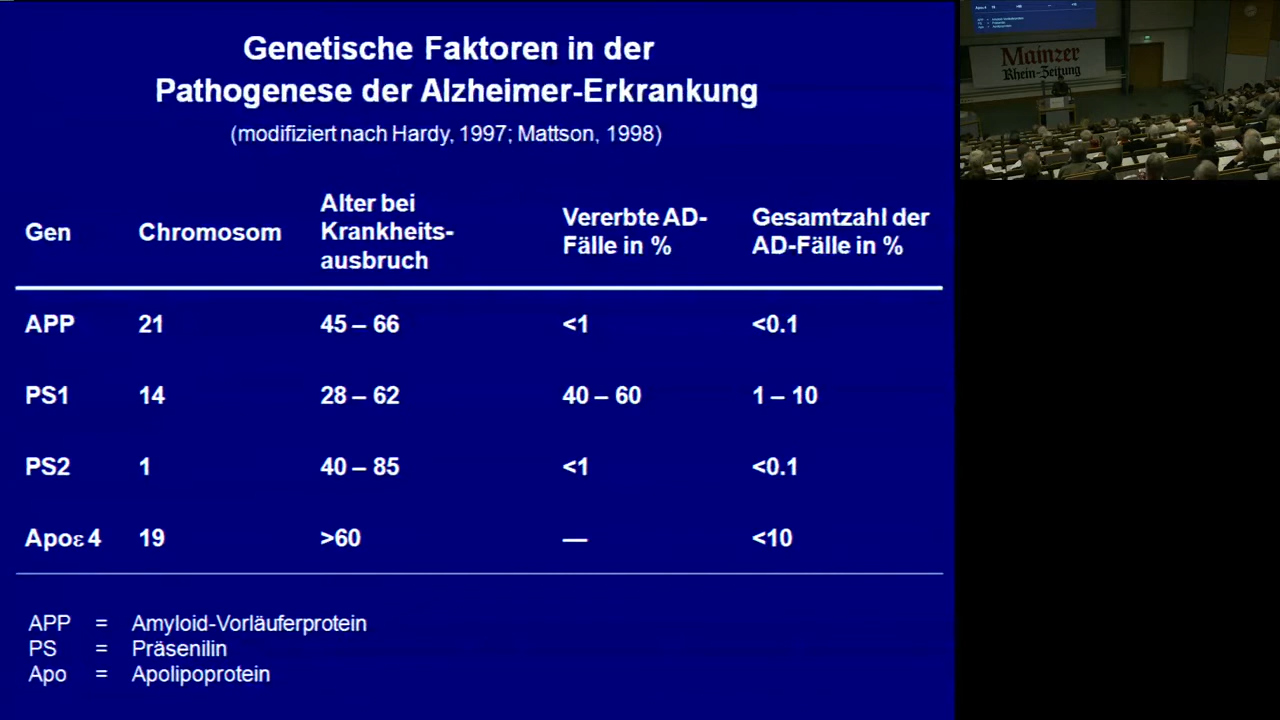 Genetische Faktoren in der
Pathogenese der Alzheimer-Erkrankung
(modifiziert nach Hardy, 1997; Mattson, 1998)
Gen Chromosom Alter bei Krankheits-ausbruch Vererbte AD-Fälle in % Gesamtzahl der AD-Fälle in %
APP 21 45 – 66 <1 <0.1
PS1 14 28 – 62 40 – 60 1 – 10
PS2 1 40 – 85 <1 <0.1
Apoε4 19 >60 — <10
APP = Amyloid-Vorläuferprotein
PS = Präsenilin
Apo = Apolipoprotein
Mainzer
Rhein-Zeitung